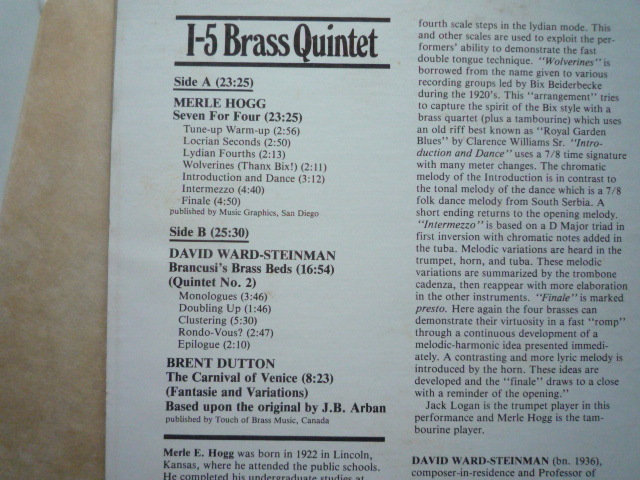 I-5 Brass Quintet
Side A (23:25)
MERLE HOGG
Seven For Four (23:25)
Tune-up Warm-up (2:56)
Locrian Seconds (2:50)
Lydian Fourths (2:13)
Wolverines (Thanx Bix!) (2:11)
Introduction and Dance (3:12)
Intermezzo (4:40)
Finale (4:50)
published by Music Graphics, San Diego
Side B (25:30)
DAVID WARD-STEINMAN
Brancusi's Brass Beds (16:54)
(Quintet No. 2)
Monologues (3:46)
Doubling Up (1:46)
Clustering (5:30)
Rondo-Vous? (2:47)
Epilogue (2:10)
BRENT DUTTON
The Carnival of Venice (8:23)
(Fantasie and Variations)
Based upon the original by J.B. Arban
published by Touch of Brass Music, Canada
Merle E. Hogg was born in 1922 in Lincoln,
Kansas, where he attended the public schools.
He completed his undergraduate studies at
fourth scale steps in the lydian mode. This
and other scales are used to exploit the per-
formers' ability to demonstrate the fast
double tongue technique. "Wolverines" is
borrowed from the name given to various
recording groups led by Bix Beiderbecke
during the 1920's. This "arrangement" tries
to capture the spirit of the Bix style with a
brass quartet (plus a tambourine) which uses
an old riff best known as "Royal Garden
Blues" by Clarence Williams Sr. "Intro-
duction and Dance" uses a 7/8 time signature
with many meter changes. The chromatic
melody of the Introduction is in contrast to
the tonal melody of the dance which is a 7/8
folk dance melody from South Serbia. A
short ending returns to the opening melody.
"Intermezzo" is based on a D Major triad in
first inversion with chromatic notes added in
the tuba. Melodic variations are heard in the
trumpet, horn, and tuba. These melodic
variations are summarized by the trombone
cadenza, then reappear with more elaboration
in the other instruments. "Finale" is marked
presto. Here again the four brasses can
demonstrate their virtuosity in a fast "romp"
through a continuous development of a
melodic-harmonic idea presented immedi-
ately. A contrasting and more lyric melody is
introduced by the horn. These ideas are
developed and the "finale" draws to a close
with a reminder of the opening."
Jack Logan is the trumpet player in this
performance and Merle Hogg is the tam-
bourine player.
DAVID WARD-STEINMAN (bn. 1936),
composer-in-residence and Professor of